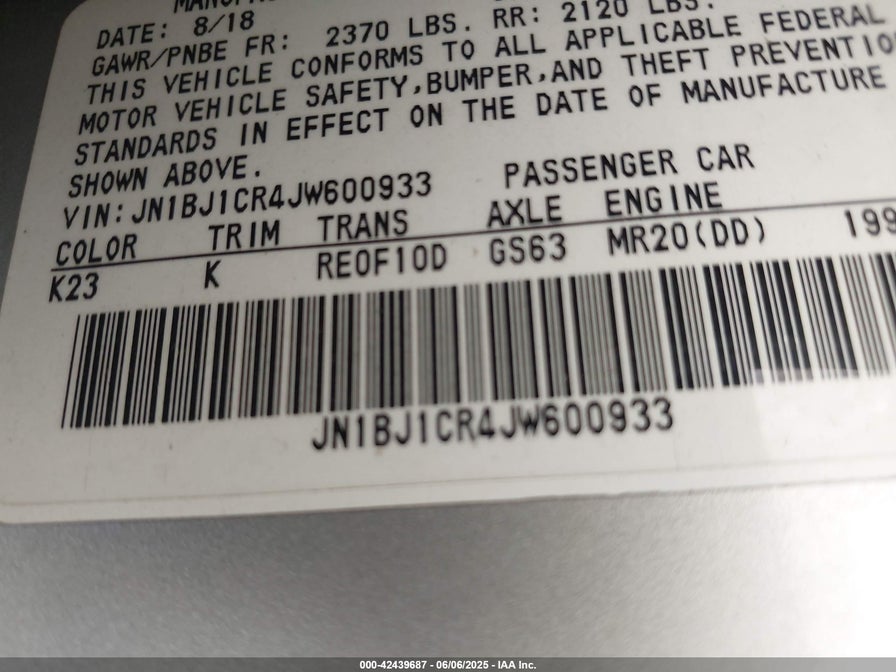 DATE: 8/18
GAWR/PNBE FR: 2370 LBS. RR: 2120 LBS.
THIS VEHICLE CONFORMS TO ALL APPLICABLE FEDERAL
MOTOR VEHICLE SAFETY,BUMPER,AND THEFT PREVENTION
STANDARDS IN EFFECT ON THE DATE OF MANUFACTURE
SHOWN ABOVE.
VIN:JN1BJ1CR4JW600933 PASSENGER CAR
COLOR TRIM TRANS AXLE ENGINE
K23 K RE0F10D GS63 MR20(DD) 199
JN1BJ1CR4JW600933
000-42439687 - 06/06/2025 - IAA Inc.